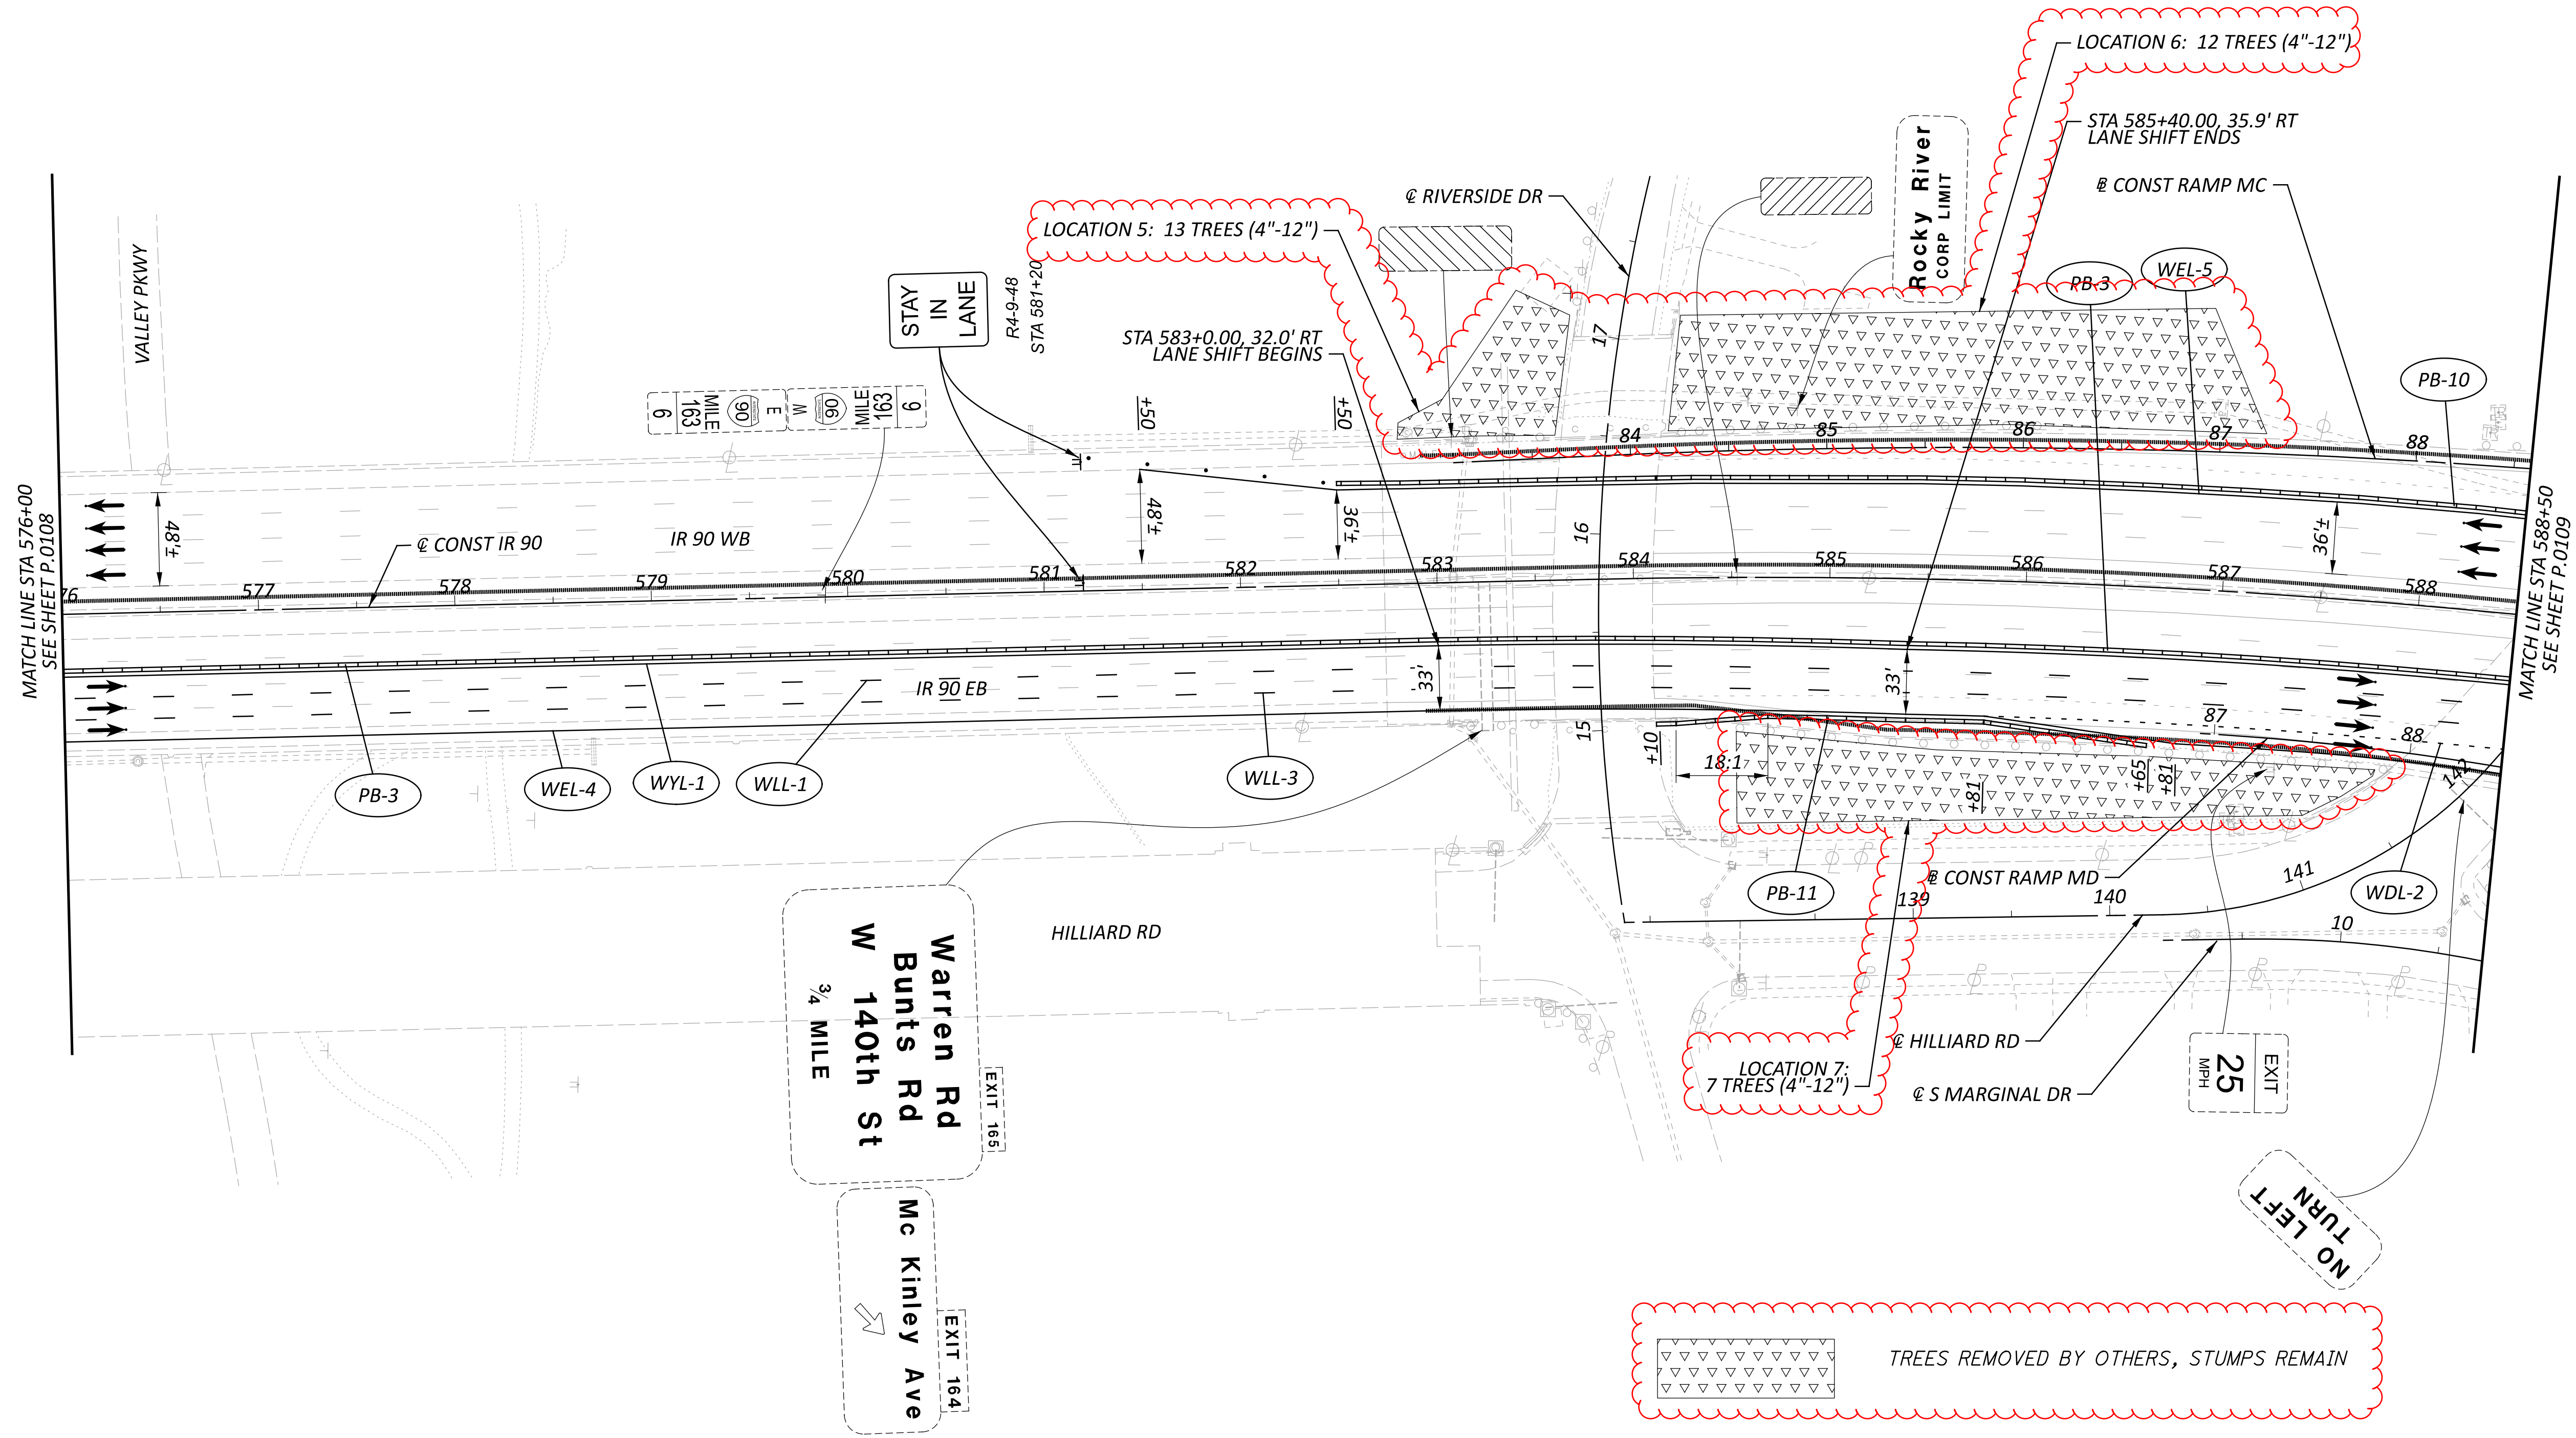 LOCATION 6: 12 TREES (4"-12")
STA 585+40.00, 35.9' RT
LANE SHIFT ENDS
℄ RIVERSIDE DR
Rocky River
CORP LIMIT
CONST RAMP MC
LOCATION 5: 13 TREES (4"-12")
VALLEY PKWY
STAY
IN
LANE
R4-9-48
STA 581+20
STA 583+0.00, 32.0' RT
LANE SHIFT BEGINS
PB-3
WEL-5
PB-10
17
6
163
MILE
90
E
W
90
MILE
163
6
+50
+50
84
85
86
87
88
MATCH LINE STA 576+00
SEE SHEET P.0108
48'±
℄ CONST IR 90
IR 90 WB
48'±
36'±
16
36'±
MATCH LINE STA 588+50
SEE SHEET P.0109
76
577
578
579
580
581
582
583
584
585
586
587
588
IR 90 EB
33'
33'
15
+10
18:1
87
88
+81
+65
+81
142
PB-3
WEL-4
WYL-1
WLL-1
WLL-3
PB-11
CONST RAMP MD
141
WDL-2
139
140
10
HILLIARD RD
Warren Rd
Bunts Rd
W 140th St
¾ MILE
EXIT 165
Mc Kinley Ave
EXIT 164
℄ HILLIARD RD
LOCATION 7:
7 TREES (4"-12")
℄ S MARGINAL DR
EXIT
25
MPH
NO LEFT
TURN
TREES REMOVED BY OTHERS, STUMPS REMAIN